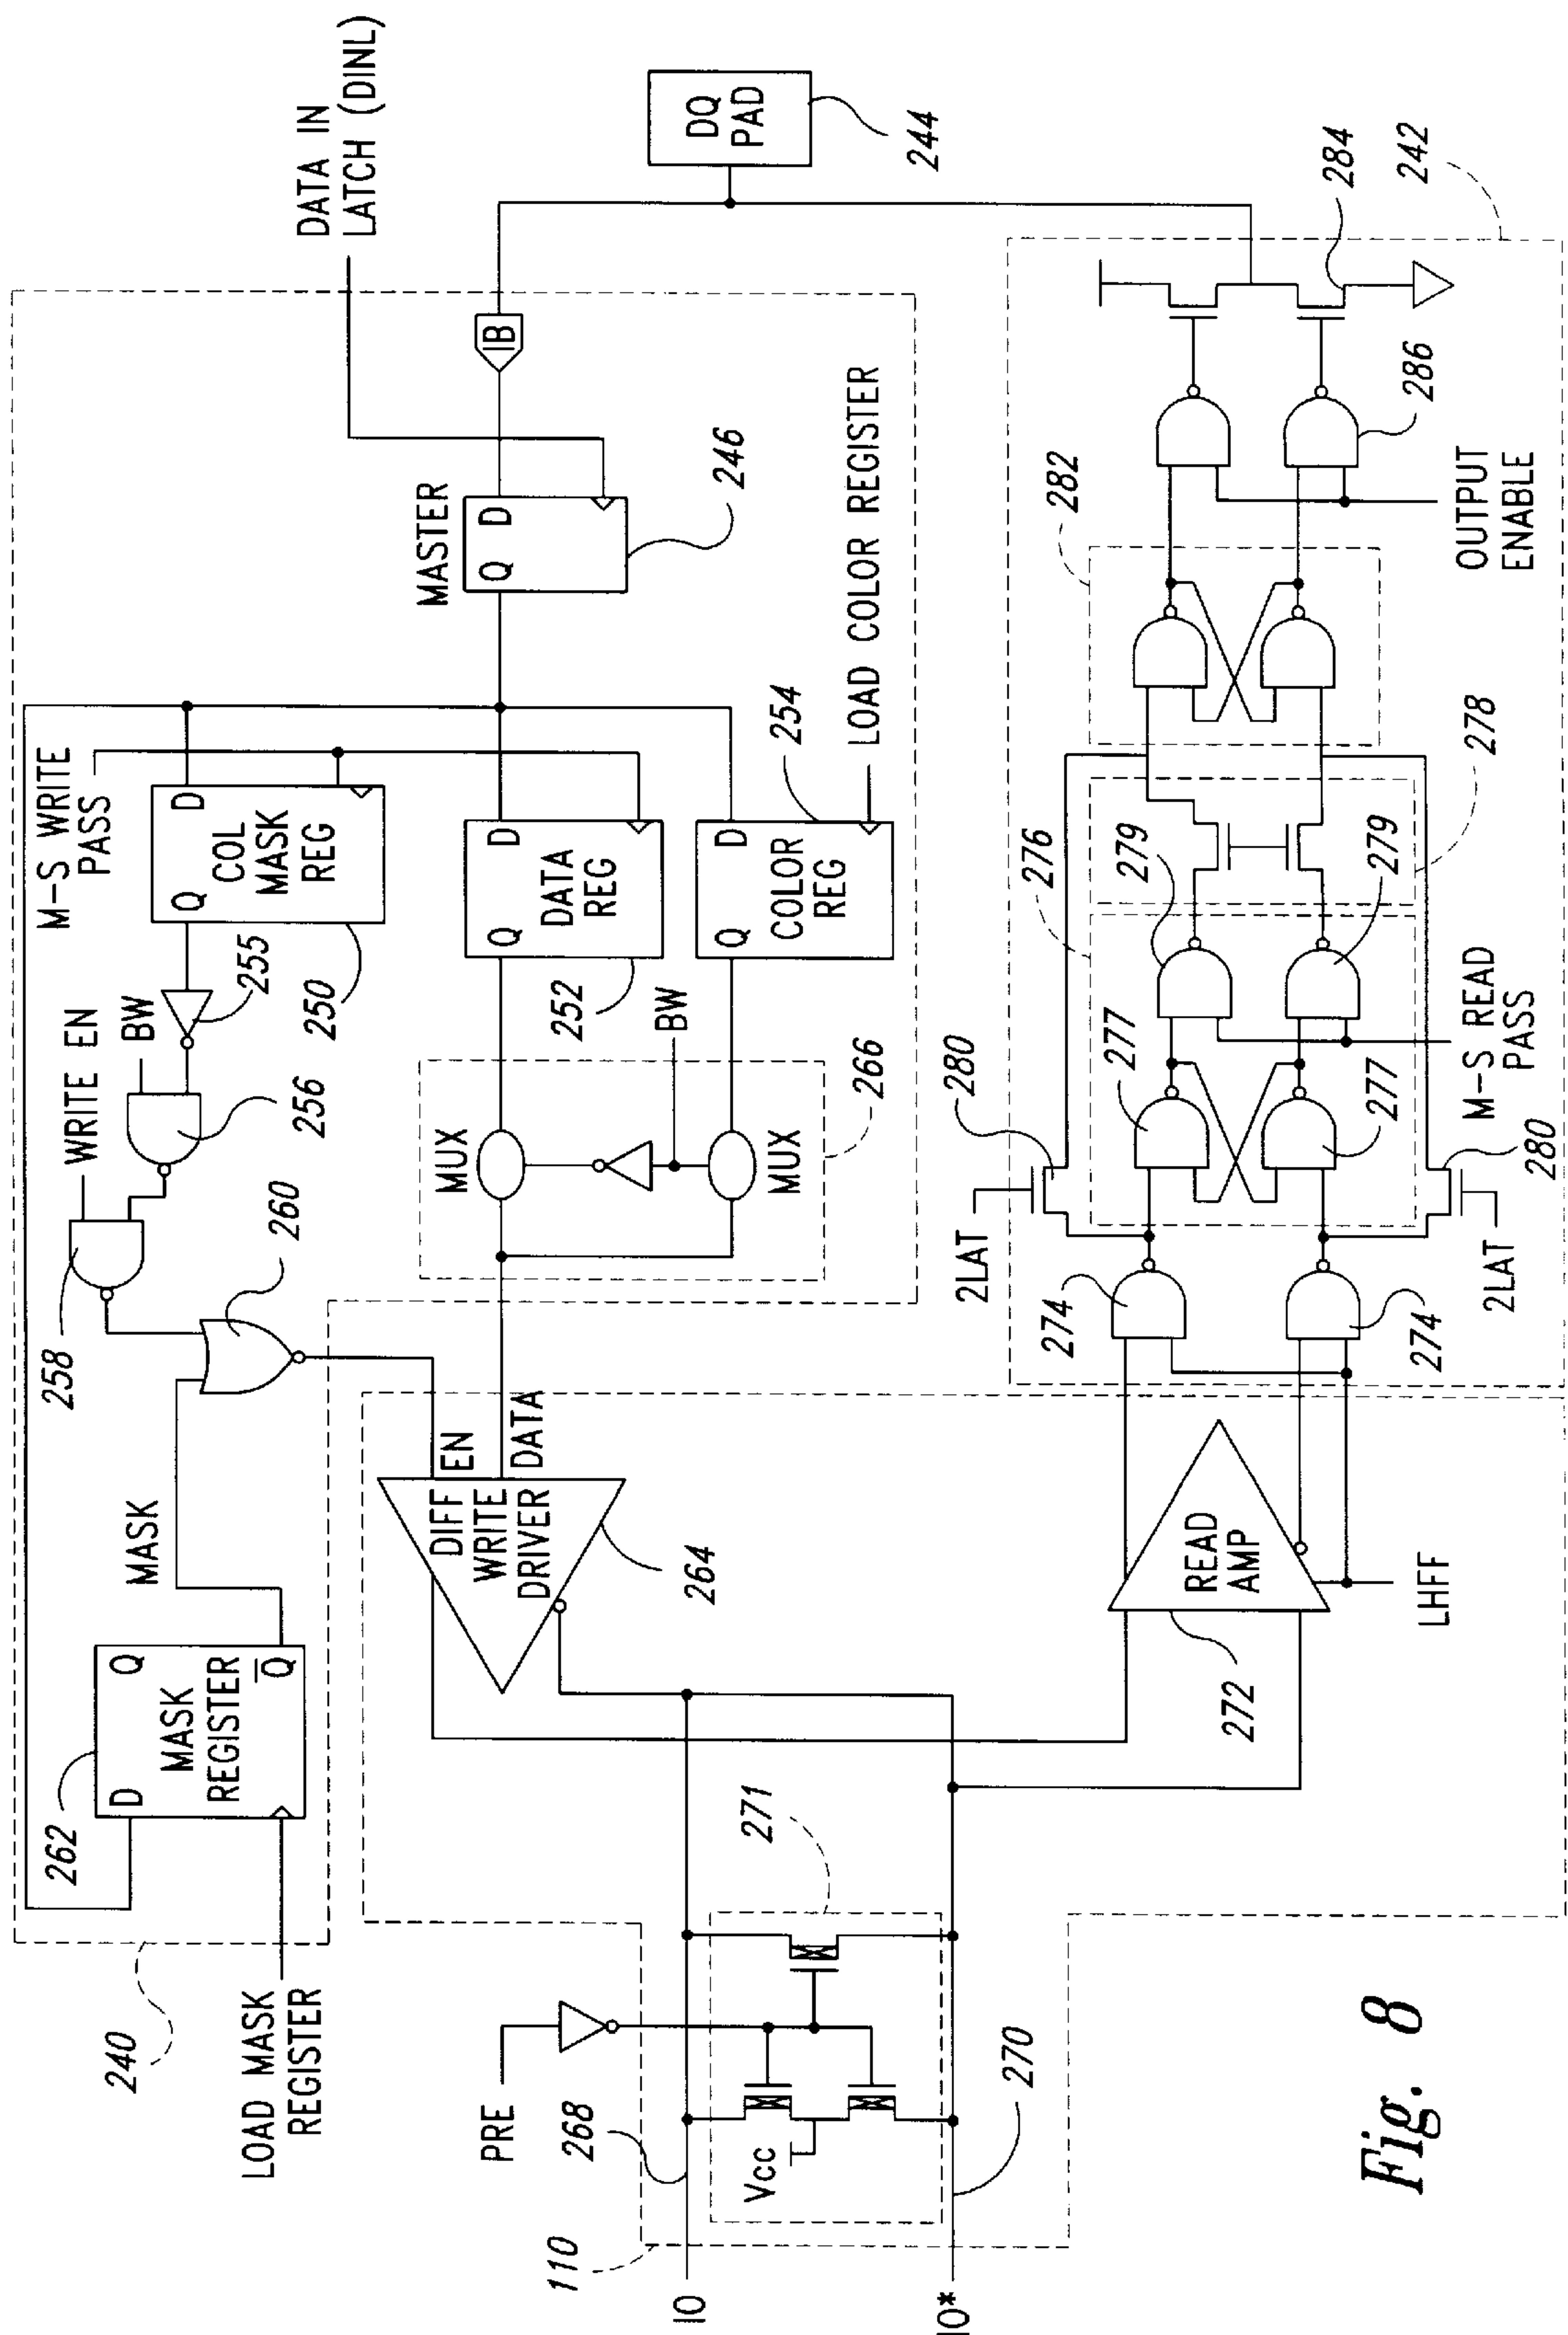 DATA IN
LATCH (DINL)
DQ
PAD
244
IB
MASTER
Q D
246
M-S WRITE
PASS
Q D
COL
MASK
REG
250
255
WRITE EN
BW
256
258
260
Q D
DATA
REG
252
254
Q D
COLOR
REG
LOAD COLOR REGISTER
MUX
BW
MUX
266
MASK
D Q
MASK
REGISTER
Q
262
240
LOAD MASK
REGISTER
EN
DATA
DIFF
WRITE
DRIVER
264
PRE
268
Vcc
271
270
110
IO
IO*
READ
AMP
272
LHFF
274
274
2LAT
280
2LAT
280
276
277
277
279
279
278
M-S READ
PASS
282
OUTPUT
ENABLE
286
284
242
Fig. 8